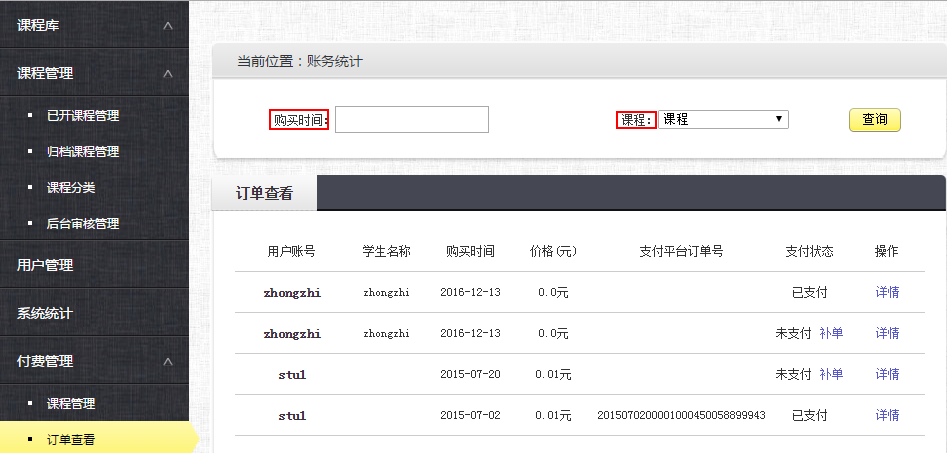 课程库
课程管理
已开课程管理
归档课程管理
课程分类
后台审核管理
用户管理
系统统计
付费管理
课程管理
订单查看
当前位置：账务统计
购买时间： 课程： 课程 查询
订单查看
用户账号 学生名称 购买时间 价格(元) 支付平台订单号 支付状态 操作
zhongzhi zhongzhi 2016-12-13 0.0元 已支付 详情
zhongzhi zhongzhi 2016-12-13 0.0元 未支付 补单 详情
stu1 2015-07-20 0.01元 未支付 补单 详情
stu1 2015-07-02 0.01元 2015070200001000450058899943 已支付 详情